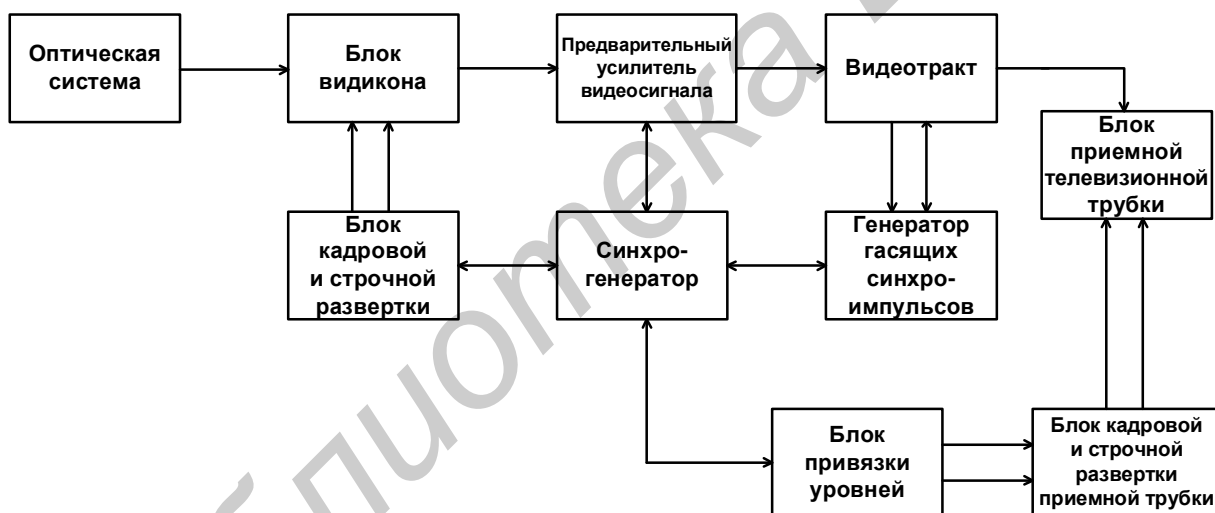 Оптическая
система
Блок
видикона
Предварительный
усилитель
видеосигнала
Видеотракт
Блок
приемной
телевизионной
трубки
Блок
кадровой
и строчной
развертки
Синхро-
генератор
Генератор
гасящих
синхро-
импульсов
Блок
привязки
уровней
Блок кадровой
и строчной
развертки
приемной трубки